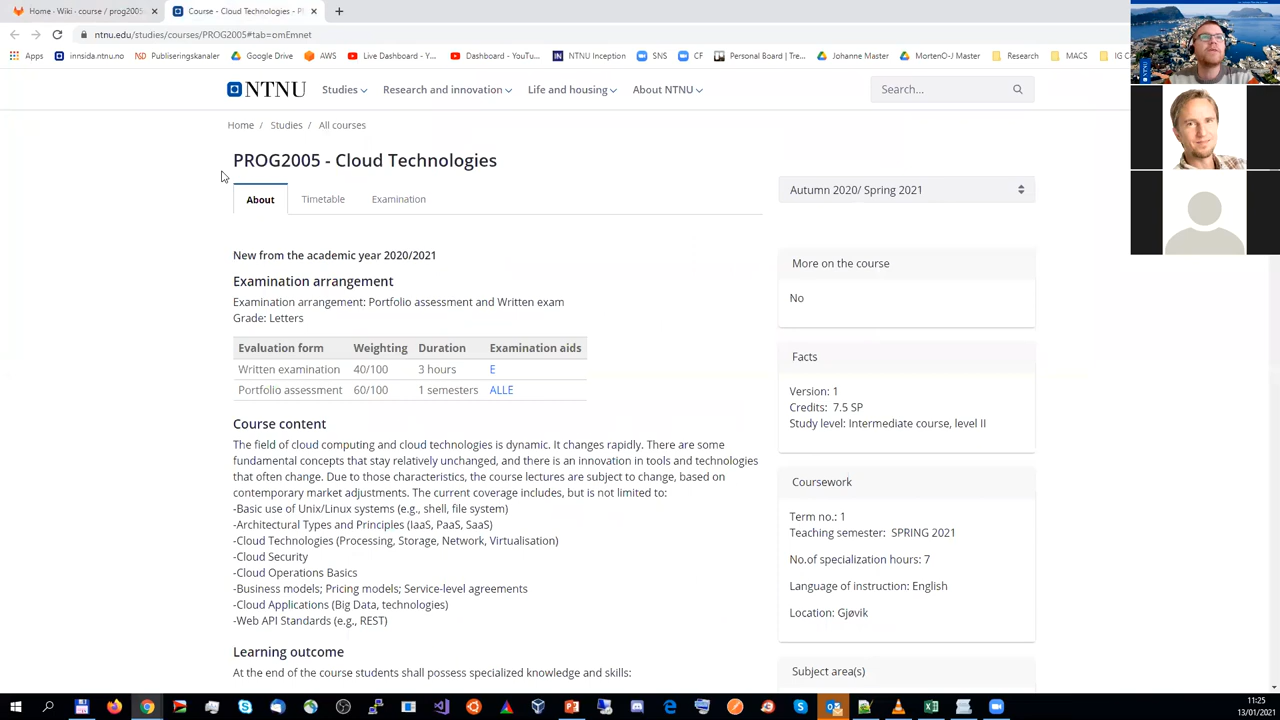 Home · Wiki · course / prog2005
Course - Cloud Technologies - P
ntnu.edu/studies/courses/PROG2005#tab=omEmnet
Apps
innsida.ntnu.no
Publiseringskanaler
Google Drive
AWS
Live Dashboard - Y...
Dashboard - YouTu...
NTNU Inception
SNS
CF
Personal Board | Tre...
Johanne Master
MortenO-J Master
Research
MACS
IG C
NTNU
Studies
Research and innovation
Life and housing
About NTNU
Search...
Home / Studies / All courses
PROG2005 - Cloud Technologies
About
Timetable
Examination
Autumn 2020/ Spring 2021
New from the academic year 2020/2021
Examination arrangement
Examination arrangement: Portfolio assessment and Written exam
Grade: Letters
Evaluation form Weighting Duration Examination aids
Written examination 40/100 3 hours E
Portfolio assessment 60/100 1 semesters ALLE
Course content
The field of cloud computing and cloud technologies is dynamic. It changes rapidly. There are some
fundamental concepts that stay relatively unchanged, and there is an innovation in tools and technologies
that often change. Due to those characteristics, the course lectures are subject to change, based on
contemporary market adjustments. The current coverage includes, but is not limited to:
-Basic use of Unix/Linux systems (e.g., shell, file system)
-Architectural Types and Principles (IaaS, PaaS, SaaS)
-Cloud Technologies (Processing, Storage, Network, Virtualisation)
-Cloud Security
-Cloud Operations Basics
-Business models; Pricing models; Service-level agreements
-Cloud Applications (Big Data, technologies)
-Web API Standards (e.g., REST)
Learning outcome
At the end of the course students shall possess specialized knowledge and skills:
More on the course
No
Facts
Version: 1
Credits: 7.5 SP
Study level: Intermediate course, level II
Coursework
Term no.: 1
Teaching semester: SPRING 2021
No.of specialization hours: 7
Language of instruction: English
Location: Gjøvik
Subject area(s)
11:25
13/01/2021